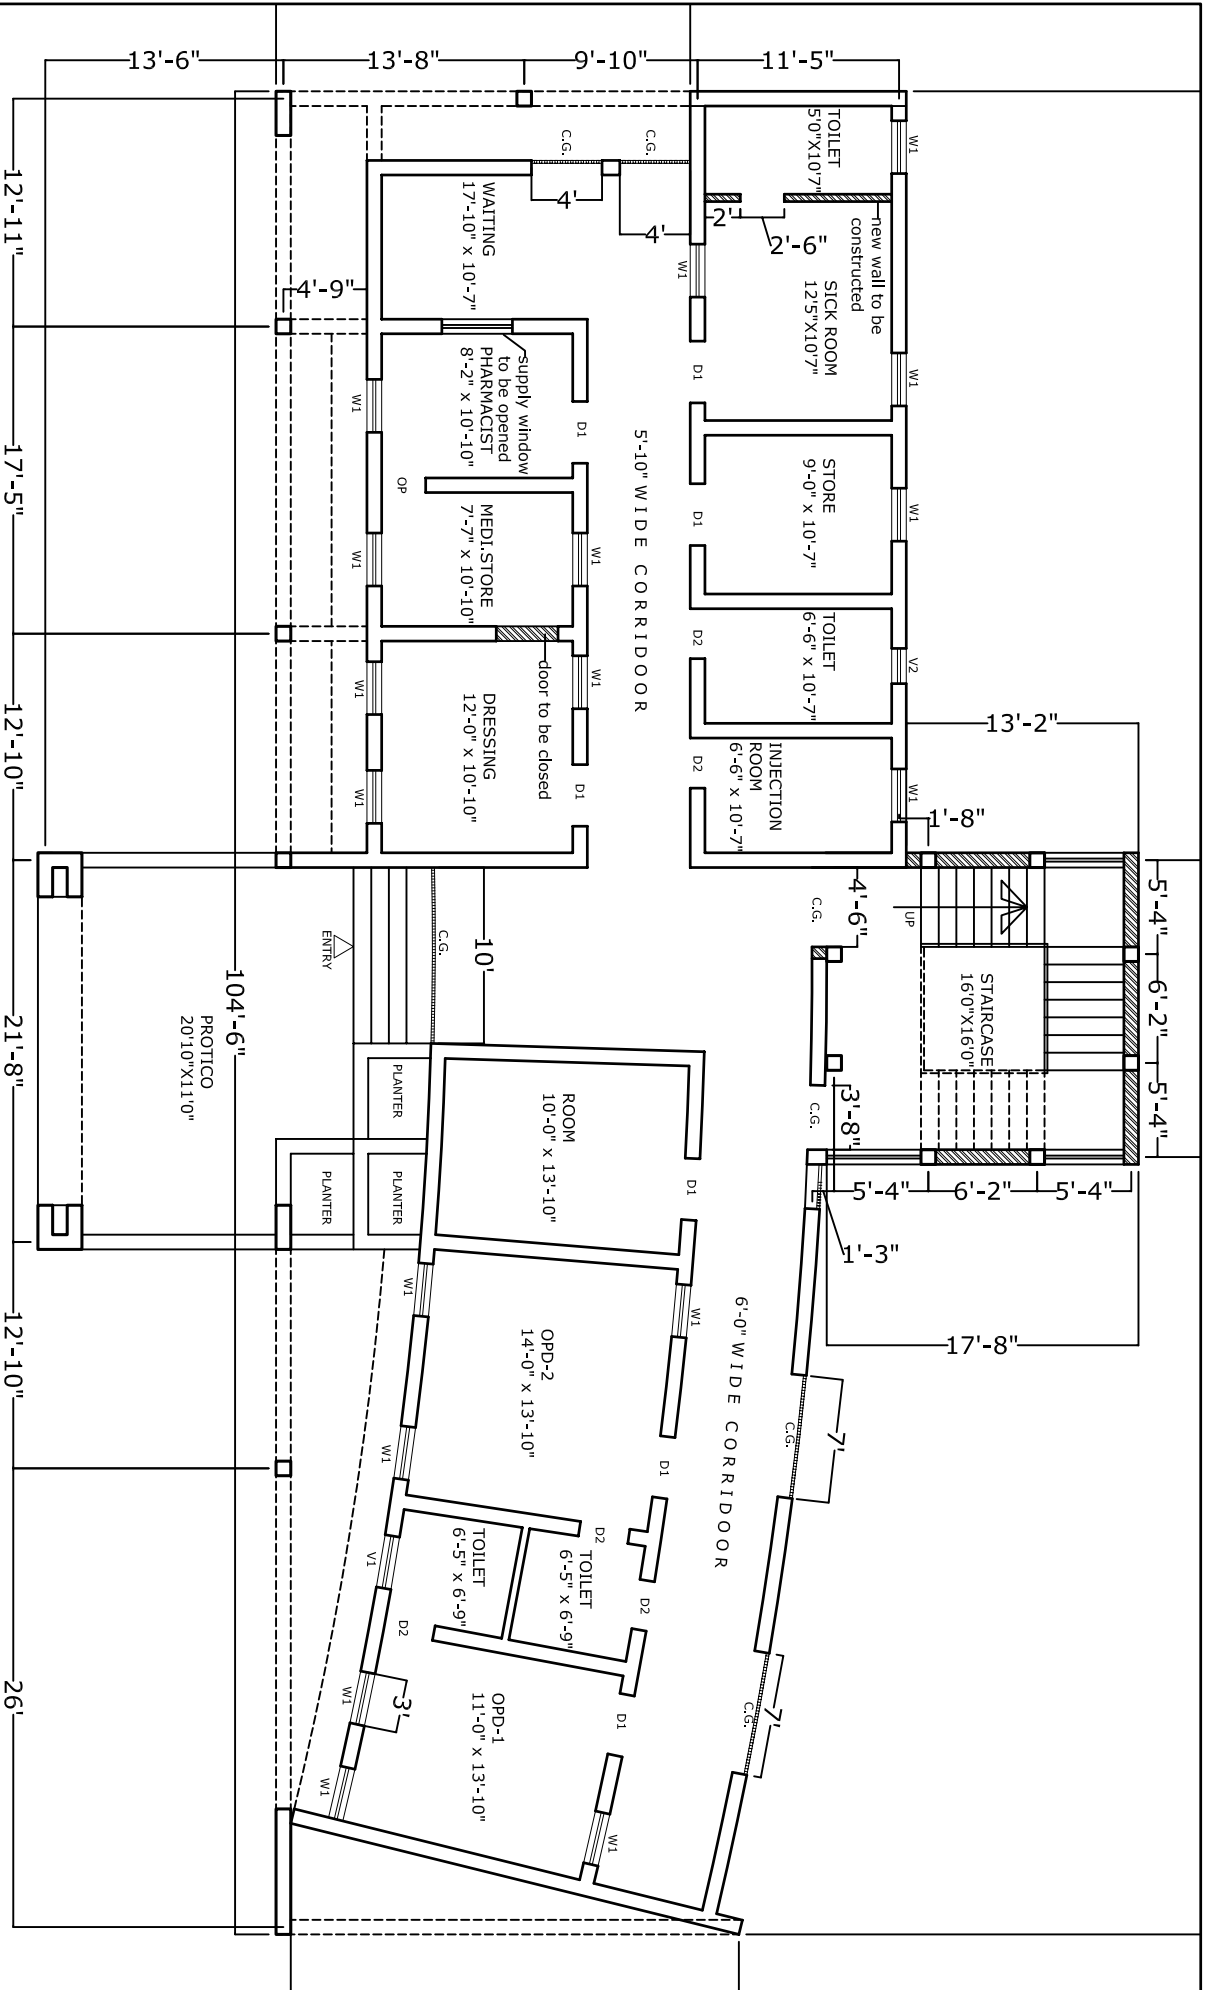 13'-6"
13'-8"
9'-10"
11'-5"
12'-11"
17'-5"
12'-10"
21'-8"
12'-10"
26'
104'-6"
4'-9"
TOILET
5'0"X10'7"
W1
new wall to be
constructed
SICK ROOM
12'5"X10'7"
W1
W1
D1
2'
2'-6"
C.G.
C.G.
4'
4'
WAITING
17'-10" x 10'-7"
supply window
to be opened
PHARMACIST
8'-2" x 10'-10"
D1
W1
OP
MEDI.STORE
7'-7" x 10'-10"
W1
W1
door to be closed
DRESSING
12'-0" x 10'-10"
W1
D1
W1
W1
5'-10" WIDE CORRIDOOR
STORE
9'-0" x 10'-7"
W1
D1
TOILET
6'-6" x 10'-7"
V2
D2
INJECTION
ROOM
6'-6" x 10'-7"
W1
D2
13'-2"
1'-8"
4'-6"
C.G.
UP
STAIRCASE
16'0"X16'0"
5'-4"
6'-2"
5'-4"
5'-4"
6'-2"
5'-4"
3'-8"
C.G.
1'-3"
17'-8"
10'
C.G.
ENTRY
PROTICO
20'10"X11'0"
PLANTER
PLANTER
PLANTER
ROOM
10'-0" x 13'-10"
D1
W1
W1
OPD-2
14'-0" x 13'-10"
W1
D1
6'-0" WIDE CORRIDOOR
7'
C.G.
7'
C.G.
D2
TOILET
6'-5" x 6'-9"
TOILET
6'-5" x 6'-9"
D2
V1
D2
OPD-1
11'-0" x 13'-10"
D1
W1
3'
W1
W1